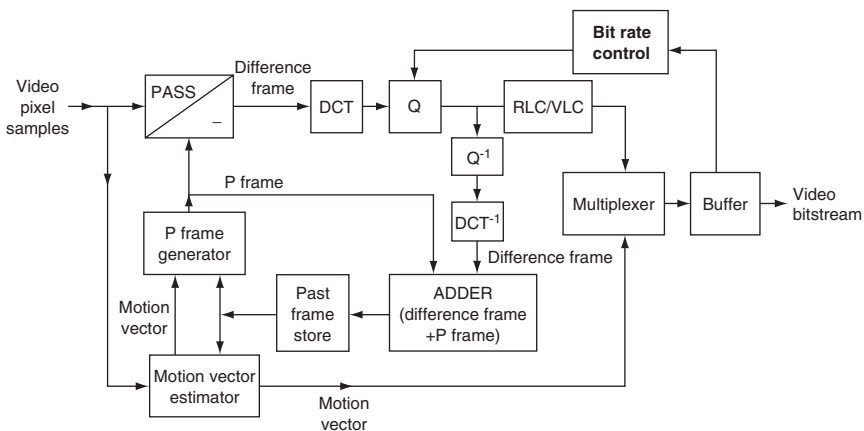 Bit rate
control
Video
pixel
samples
PASS
–
Difference
frame
DCT
Q
RLC/VLC
Q-1
DCT-1
P frame
P frame
generator
Multiplexer
Buffer
Video
bitstream
Difference frame
Motion
vector
Past
frame
store
ADDER
(difference frame
+P frame)
Motion vector
estimator
Motion
vector